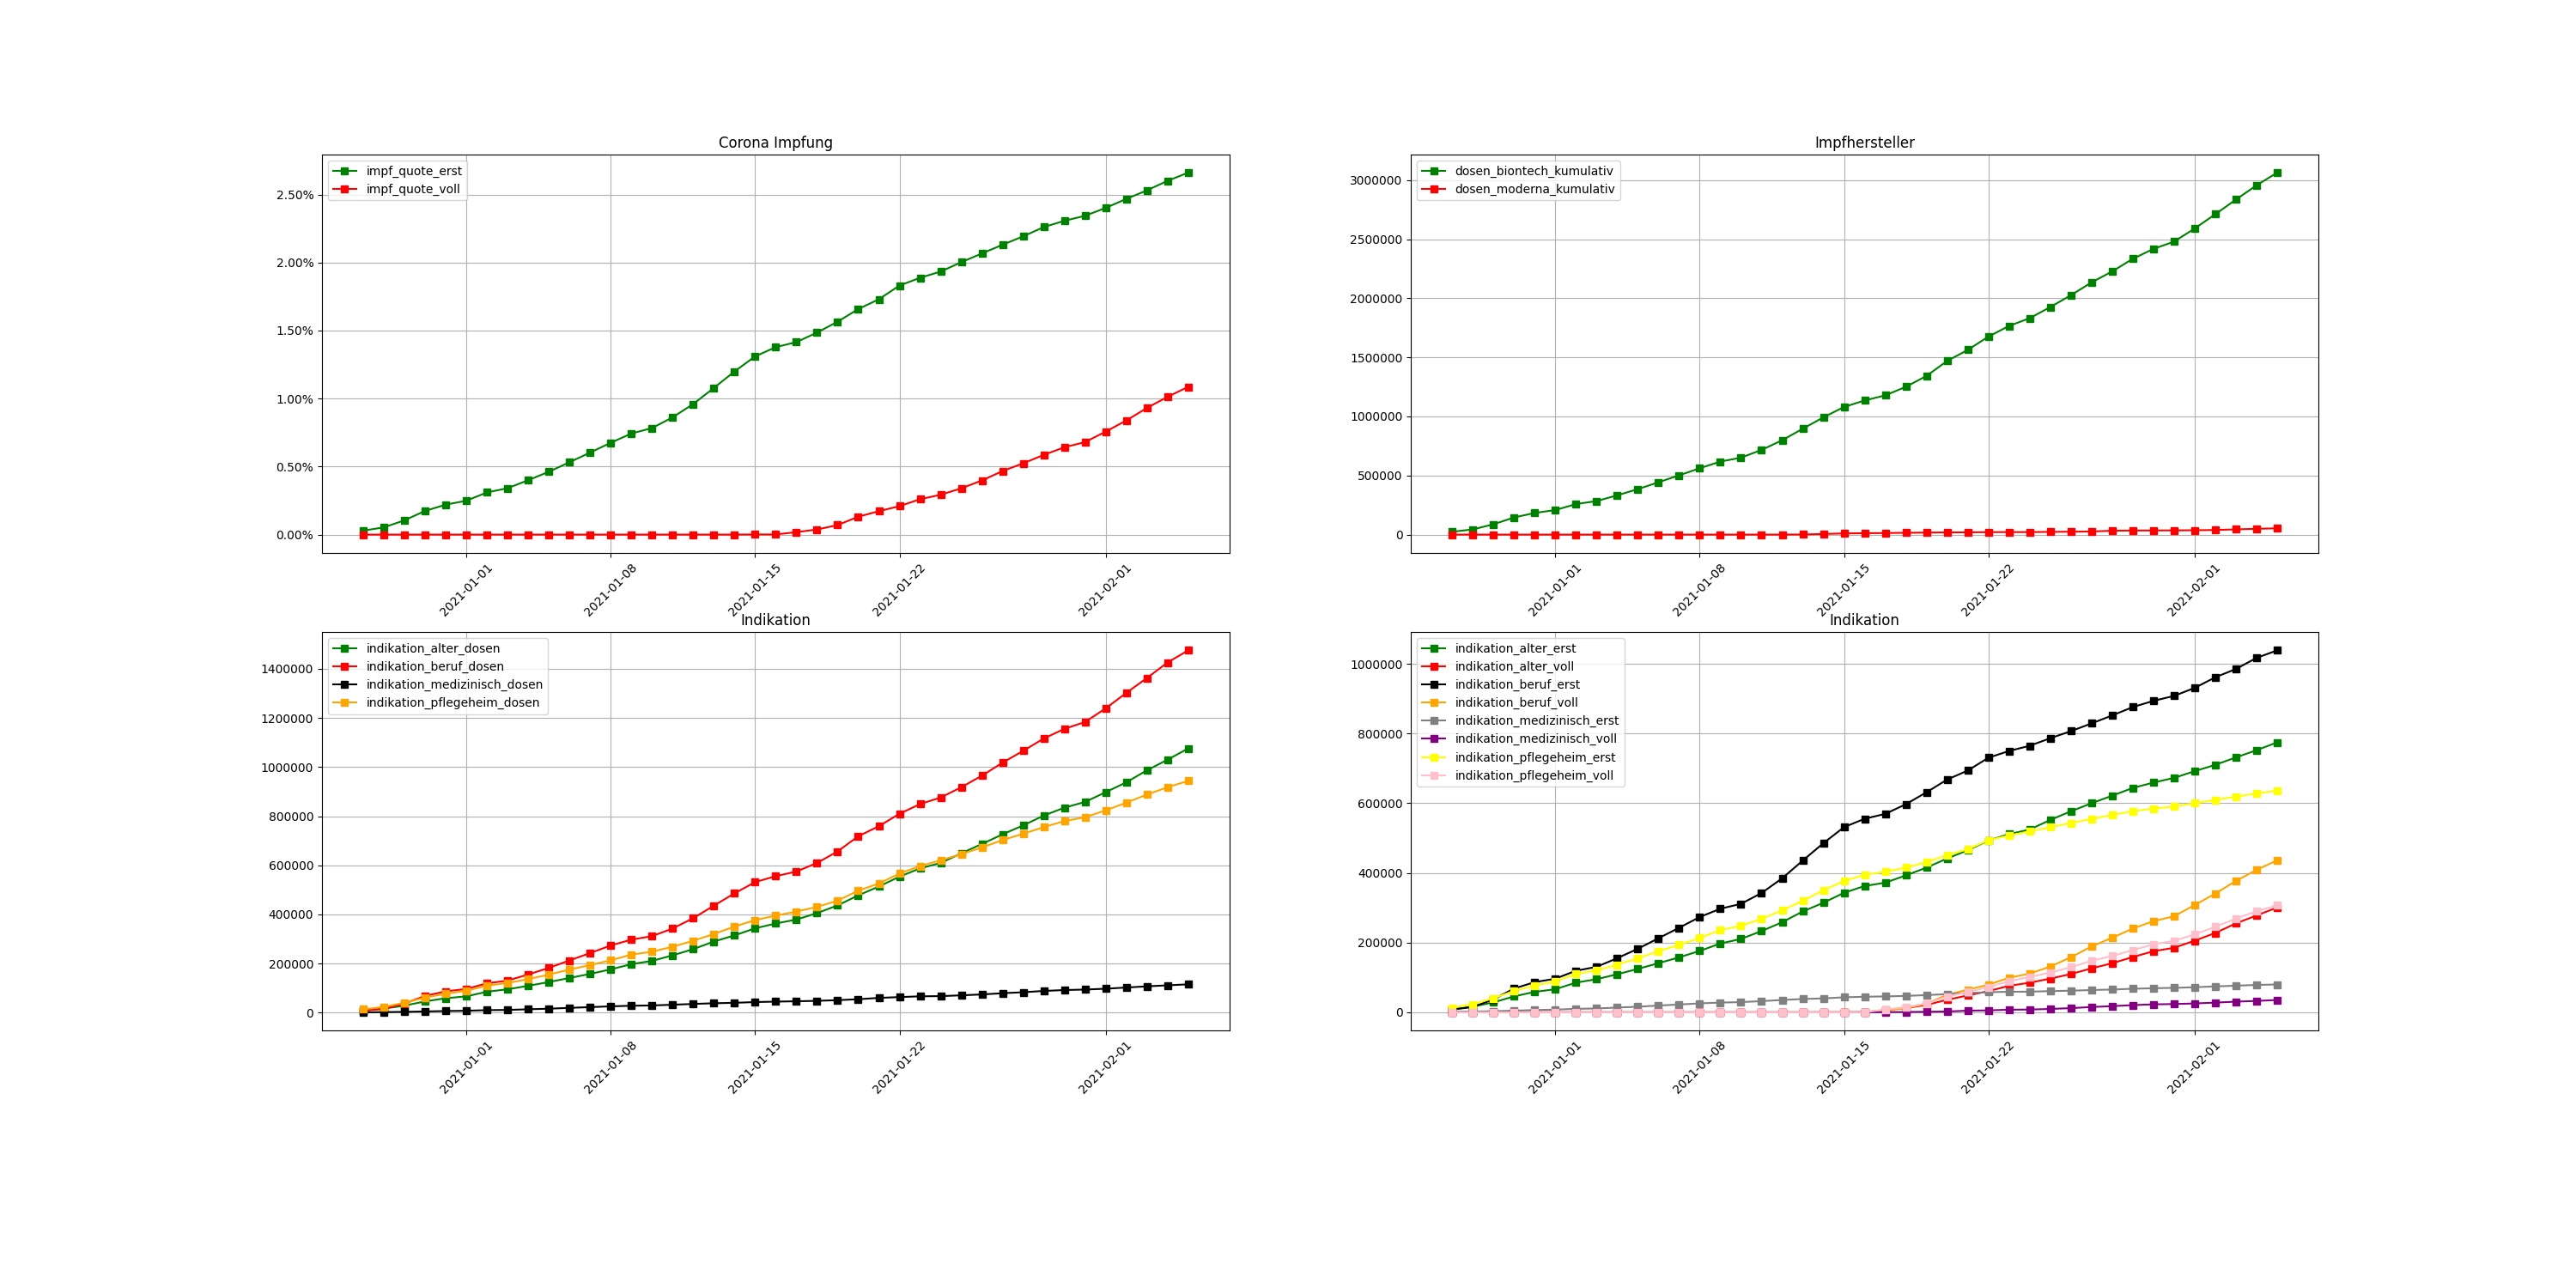 Corona Impfung
impf_quote_erst
impf_quote_voll
2.50%
2.00%
1.50%
1.00%
0.50%
0.00%
2021-01-01
2021-01-08
2021-01-15
2021-01-22
2021-02-01
Impfhersteller
dosen_biontech_kumulativ
dosen_moderna_kumulativ
3000000
2500000
2000000
1500000
1000000
500000
0
2021-01-01
2021-01-08
2021-01-15
2021-01-22
2021-02-01
Indikation
indikation_alter_dosen
indikation_beruf_dosen
indikation_medizinisch_dosen
indikation_pflegeheim_dosen
1400000
1200000
1000000
800000
600000
400000
200000
0
2021-01-01
2021-01-08
2021-01-15
2021-01-22
2021-02-01
Indikation
indikation_alter_erst
indikation_alter_voll
indikation_beruf_erst
indikation_beruf_voll
indikation_medizinisch_erst
indikation_medizinisch_voll
indikation_pflegeheim_erst
indikation_pflegeheim_voll
1000000
800000
600000
400000
200000
0
2021-01-01
2021-01-08
2021-01-15
2021-01-22
2021-02-01